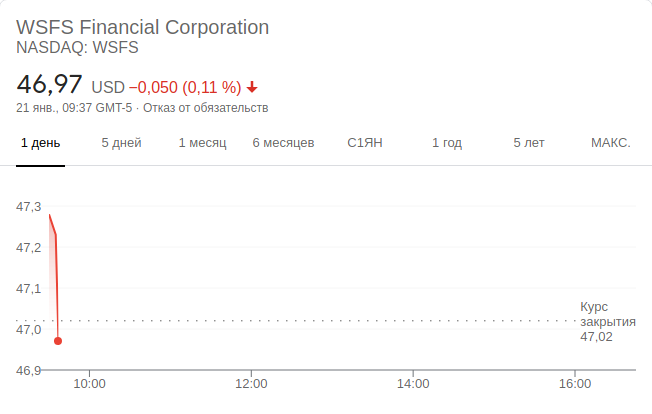 WSFS Financial Corporation
NASDAQ: WSFS
46,97 USD −0,050 (0,11 %)
21 янв., 09:37 GMT-5 · Отказ от обязательств
1 день 5 дней 1 месяц 6 месяцев С1ЯН 1 год 5 лет МАКС.
47,3
47,2
47,1
Курс
47,0 закрытия
47,02
46,9
10:00 12:00 14:00 16:00